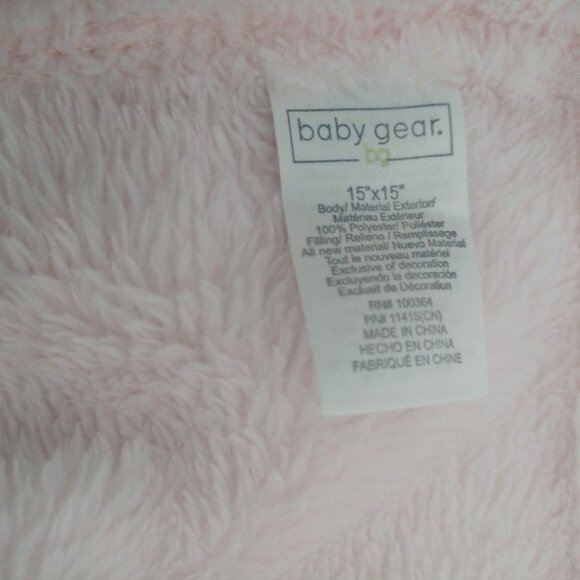 baby gear.
bg
15"x15"
Body/ Material Exterior/
Matériau Extérieur
100% Polyester/ Poliéster
Filling/ Relleno / Remplissage
All new material/ Nuevo Material
Tout le nouveau matériel
Exclusive of decoration
Excluyendo la decoración
Exclusif de Décoration
RN# 100364
PA# 11415(CN)
MADE IN CHINA
HECHO EN CHINA
FABRIQUÉ EN CHINE